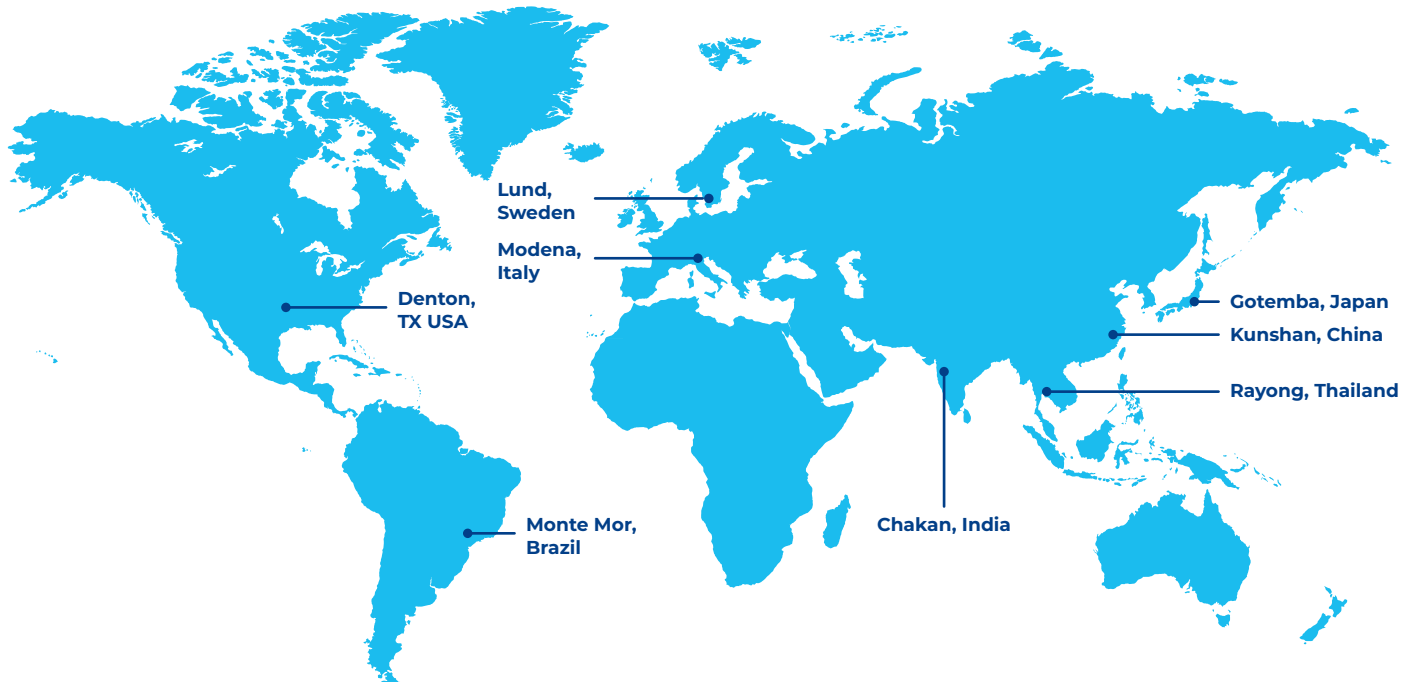 Lund,
Sweden
Modena,
Italy
Denton,
TX USA
Gotemba, Japan
Kunshan, China
Rayong, Thailand
Chakan, India
Monte Mor,
Brazil